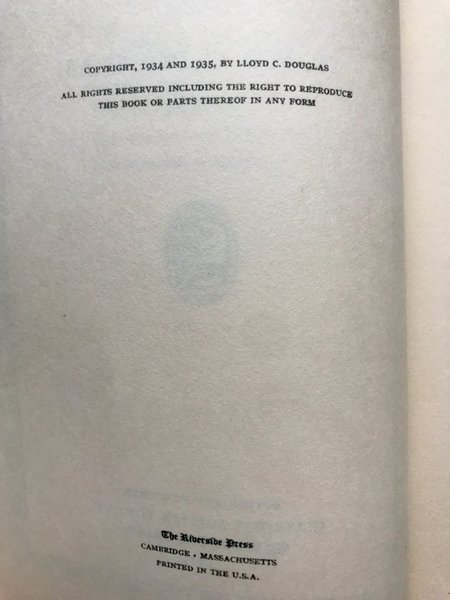 COPYRIGHT, 1934 AND 1935, BY LLOYD C. DOUGLAS
ALL RIGHTS RESERVED INCLUDING THE RIGHT TO REPRODUCE
THIS BOOK OR PARTS THEREOF IN ANY FORM
The Riverside Press
CAMBRIDGE . MASSACHUSETTS
PRINTED IN THE U.S.A.